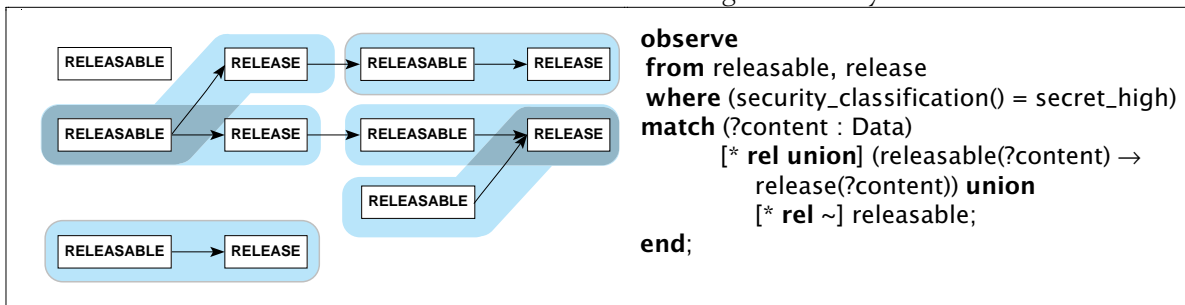 RELEASABLE RELEASE RELEASABLE RELEASE
RELEASABLE RELEASE RELEASABLE RELEASE
RELEASABLE
RELEASABLE RELEASE
observe
from releasable, release
where (security_classification() = secret_high)
match (?content : Data)
[* rel union] (releasable(?content) →
release(?content)) union
[* rel ~] releasable;
end;